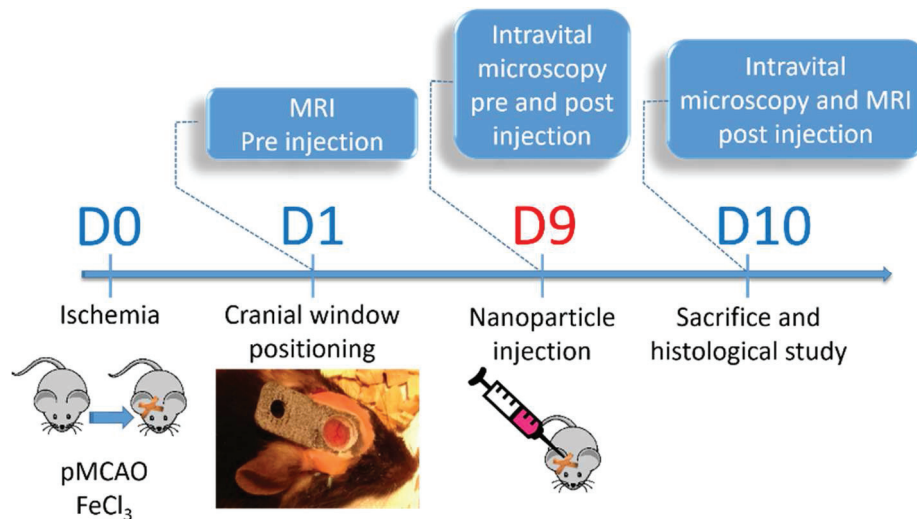 MRI
Pre injection
Intravital
microscopy
pre and post
injection
Intravital
microscopy and MRI
post injection
D0
D1
D9
D10
Ischemia
Cranial window
positioning
Nanoparticle
injection
Sacrifice and
histological study
pMCAO
FeCl₃